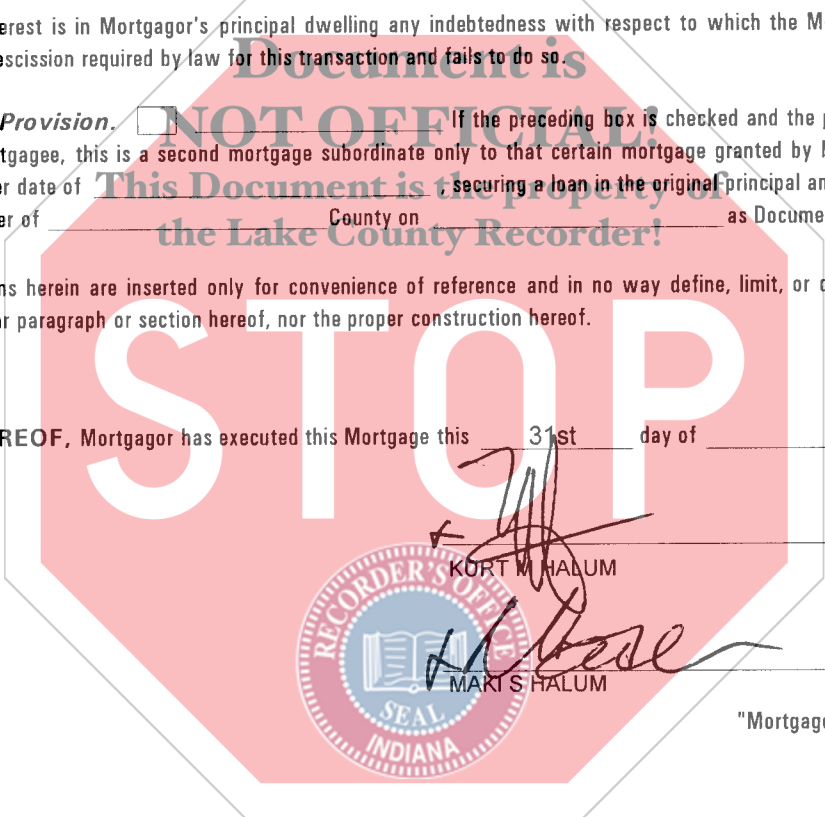 erest is in Mortgagor's principal dwelling any indebtedness with respect to which the M
escission required by law for this transaction and fails to do so.
Document is
Provision. If the preceding box is checked and the p
NOT OFFICIAL!
tgagee, this is a second mortgage subordinate only to that certain mortgage granted by
er date of , securing a loan in the original principal an
This Document is the property of
er of County on as Docume
the Lake County Recorder!
ns herein are inserted only for convenience of reference and in no way define, limit, or
r paragraph or section hereof, nor the proper construction hereof.
STOP
REOF, Mortgagor has executed this Mortgage this 31st day of
KURT M HALUM
MAKI S HALUM
"Mortgag
RECORDER'S OFFICE
SEAL
INDIANA